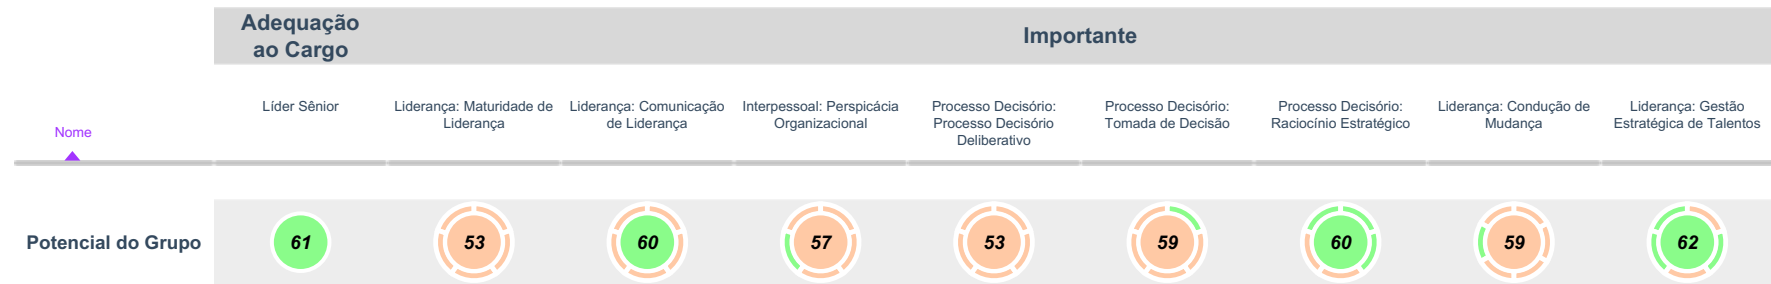 Adequação
ao Cargo
Importante
Nome
Líder Sênior
Liderança: Maturidade de
Liderança
Liderança: Comunicação
de Liderança
Interpessoal: Perspicácia
Organizacional
Processo Decisório:
Processo Decisório
Deliberativo
Processo Decisório:
Tomada de Decisão
Processo Decisório:
Raciocínio Estratégico
Liderança: Condução de
Mudança
Liderança: Gestão
Estratégica de Talentos
Potencial do Grupo
61
53
60
57
53
59
60
59
62